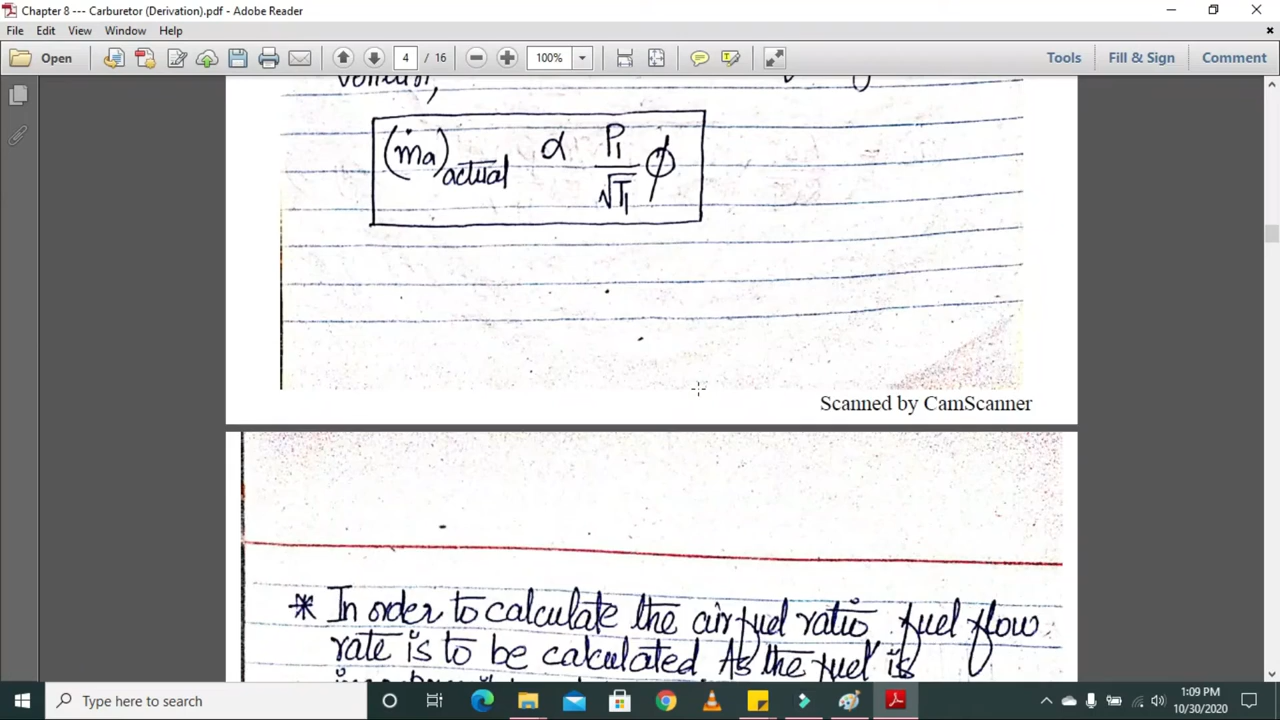 Chapter 8 --- Carburetor (Derivation).pdf - Adobe Reader
File Edit View Window Help
Open 4 / 16 100% Tools Fill & Sign Comment
(ṁa)actual α P1/√T1 ϕ
Scanned by CamScanner
* In order to calculate the air fuel ratio, fuel flow
rate is to be calculated. As the fuel is
Type here to search
1:09 PM
10/30/2020